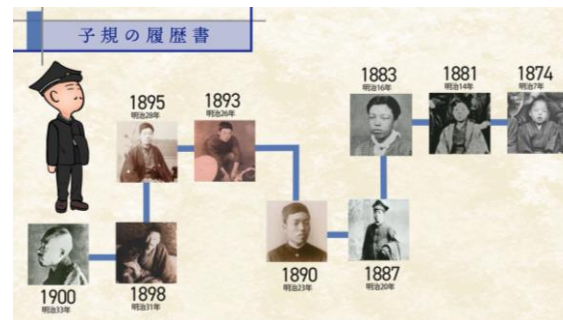 子規の履歴書
1895
明治28年
1893
明治26年
1883
明治16年
1881
明治14年
1874
明治7年
1900
明治33年
1898
明治31年
1890
明治23年
1887
明治20年